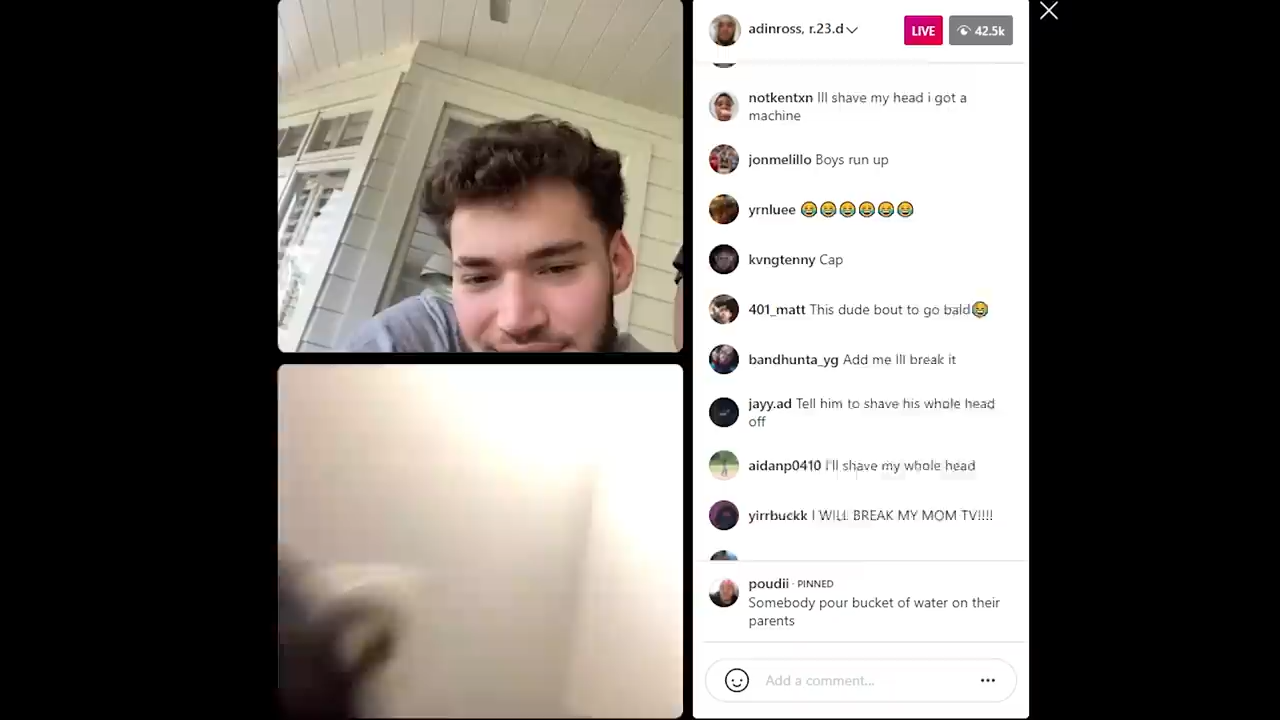 adinross, r.23.d
LIVE
42.5k
notkentxn Ill shave my head i got a
machine
jonmelillo Boys run up
yrnluee 😂😂😂😂😂😂
kvngtenny Cap
401_matt This dude bout to go bald😂
bandhunta_yg Add me Ill break it
jayy.ad Tell him to shave his whole head
off
aidanp0410 i'll shave my whole head
yirrbuckk I WILL BREAK MY MOM TV!!!!
poudii · PINNED
Somebody pour bucket of water on their
parents
Add a comment...